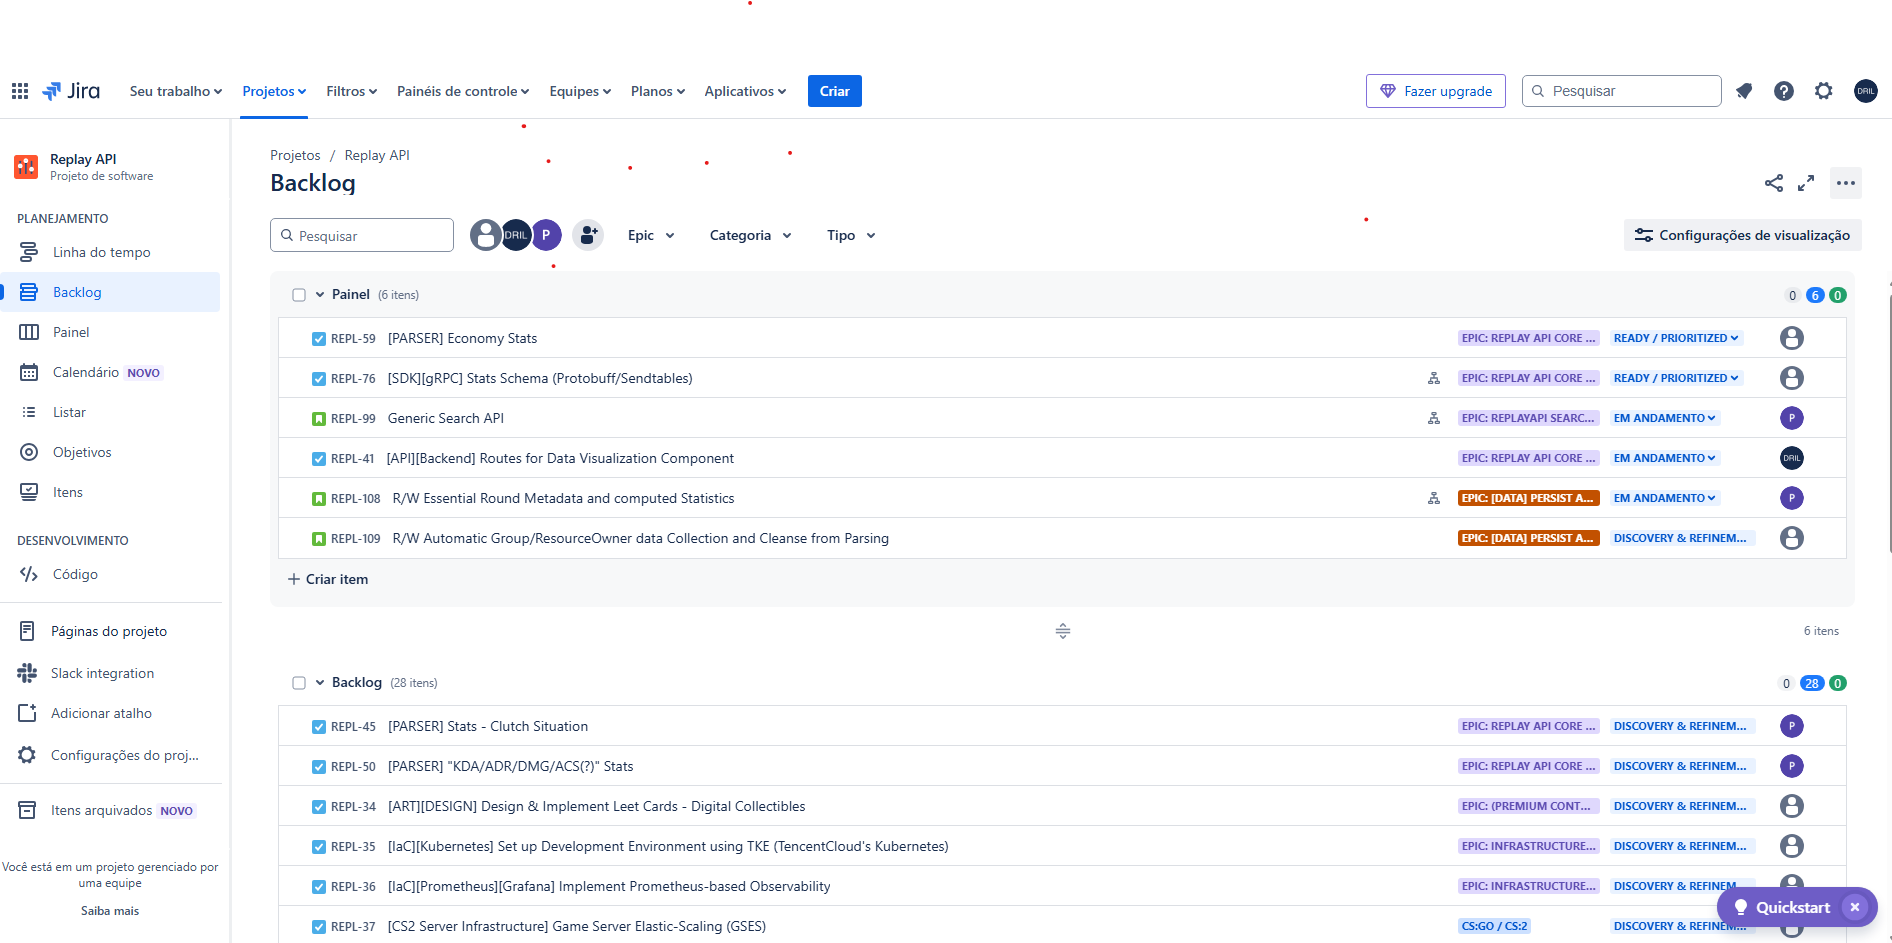 Jira Seu trabalho Projetos Filtros Painéis de controle Equipes Planos Aplicativos Criar Fazer upgrade Pesquisar DRIL
Replay API
Projeto de software
PLANEJAMENTO
Linha do tempo
Backlog
Painel
Calendário NOVO
Listar
Objetivos
Itens
DESENVOLVIMENTO
Código
Páginas do projeto
Slack integration
Adicionar atalho
Configurações do proj...
Itens arquivados NOVO
Você está em um projeto gerenciado por
uma equipe
Saiba mais
Projetos / Replay API
Backlog
Pesquisar DRIL P Epic Categoria Tipo Configurações de visualização
Painel (6 itens) 0 6 0
REPL-59 [PARSER] Economy Stats EPIC: REPLAY API CORE ... READY / PRIORITIZED
REPL-76 [SDK][gRPC] Stats Schema (Protobuff/Sendtables) EPIC: REPLAY API CORE ... READY / PRIORITIZED
REPL-99 Generic Search API EPIC: REPLAYAPI SEARC... EM ANDAMENTO P
REPL-41 [API][Backend] Routes for Data Visualization Component EPIC: REPLAY API CORE ... EM ANDAMENTO DRIL
REPL-108 R/W Essential Round Metadata and computed Statistics EPIC: [DATA] PERSIST A... EM ANDAMENTO P
REPL-109 R/W Automatic Group/ResourceOwner data Collection and Cleanse from Parsing EPIC: [DATA] PERSIST A... DISCOVERY & REFINEM...
+ Criar item
6 itens
Backlog (28 itens) 0 28 0
REPL-45 [PARSER] Stats - Clutch Situation EPIC: REPLAY API CORE ... DISCOVERY & REFINEM... P
REPL-50 [PARSER] "KDA/ADR/DMG/ACS(?)" Stats EPIC: REPLAY API CORE ... DISCOVERY & REFINEM... P
REPL-34 [ART][DESIGN] Design & Implement Leet Cards - Digital Collectibles EPIC: (PREMIUM CONT... DISCOVERY & REFINEM...
REPL-35 [IaC][Kubernetes] Set up Development Environment using TKE (TencentCloud's Kubernetes) EPIC: INFRASTRUCTURE... DISCOVERY & REFINEM...
REPL-36 [IaC][Prometheus][Grafana] Implement Prometheus-based Observability EPIC: INFRASTRUCTURE... DISCOVERY & REFINEM
Quickstart
REPL-37 [CS2 Server Infrastructure] Game Server Elastic-Scaling (GSES) CS:GO / CS:2 DISCOVERY & REFINEM...